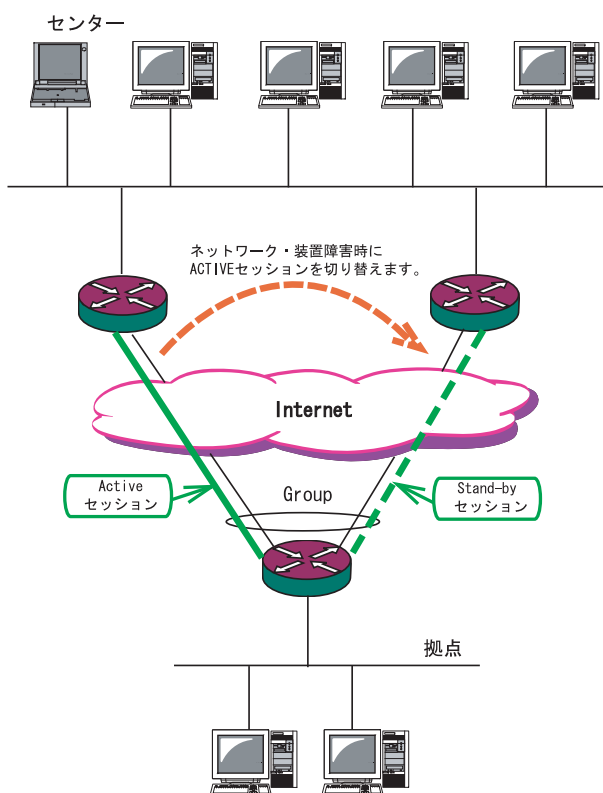 センター
ネットワーク・装置障害時に
ACTIVEセッションを切り替えます。
Internet
Active
セッション
Group
Stand-by
セッション
拠点